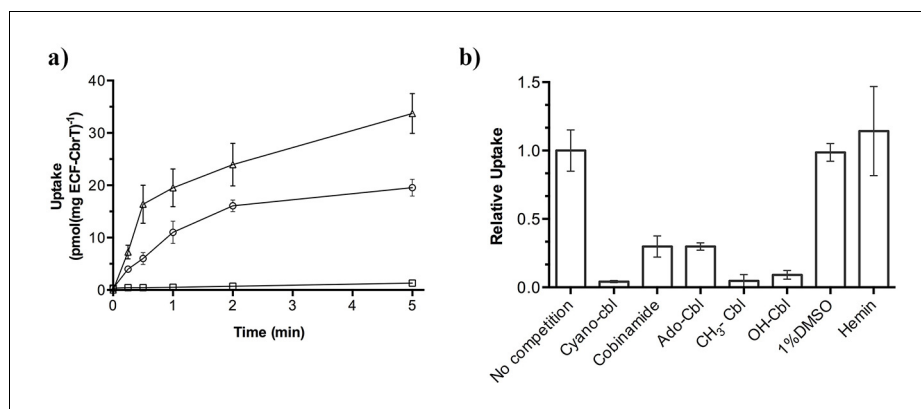 a)
40
30
20
10
0
Uptake
(pmol(mg ECF-CbrT)⁻¹)
0 1 2 3 4 5
Time (min)
b)
1.5
1.0
0.5
0.0
Relative Uptake
No competition
Cyano-cbl
Cobinamide
Ado-Cbl
CH₃- Cbl
OH-Cbl
1%DMSO
Hemin